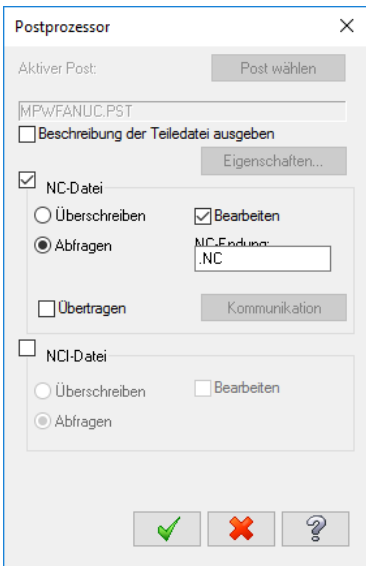 Postprozessor
Aktiver Post:
Post wählen
MPWFANUC.PST
Beschreibung der Teiledatei ausgeben
Eigenschaften...
NC-Datei
Überschreiben
Bearbeiten
Abfragen
NC-Endung:
.NC
Übertragen
Kommunikation
NCI-Datei
Überschreiben
Bearbeiten
Abfragen